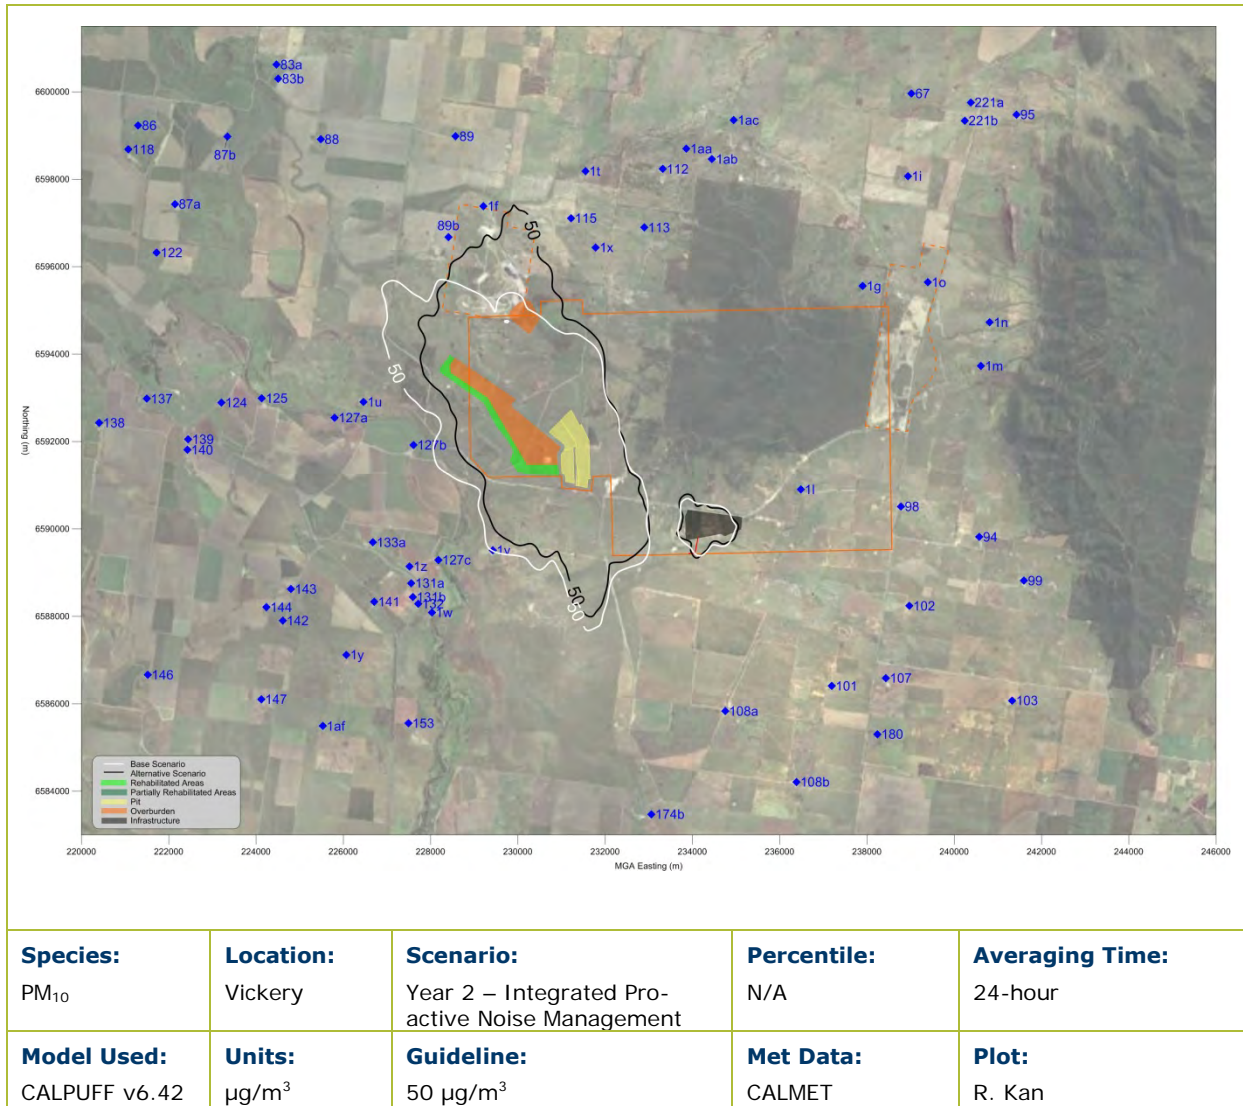 83a
83b
6600000
67
221a
221b
95
86
118
87b
88
89
1ac
1aa
1ab
112
1t
1i
6598000
87a
1f
115
113
89b
1x
50
122
6596000
1g
1o
1n
6594000
50
1m
137
124
125
1u
127a
138
6592000
139
140
127b
1l
98
6590000
94
133a
127c
1v
1z
131a
131b
132
1w
143
144
142
141
50
50
99
102
6588000
1y
146
147
1af
153
108a
101
107
103
6586000
180
108b
174b
6584000
Northing (m)
Base Scenario
Alternative Scenario
Rehabilitated Areas
Partially Rehabilitated Areas
Pit
Overburden
Infrastructure
220000 222000 224000 226000 228000 230000 232000 234000 236000 238000 240000 242000 244000 246000
MGA Easting (m)
Species: Location: Scenario: Percentile: Averaging Time:
PM₁₀ Vickery Year 2 – Integrated Pro- N/A 24-hour
active Noise Management
Model Used: Units: Guideline: Met Data: Plot:
CALPUFF v6.42 µg/m³ 50 µg/m³ CALMET R. Kan